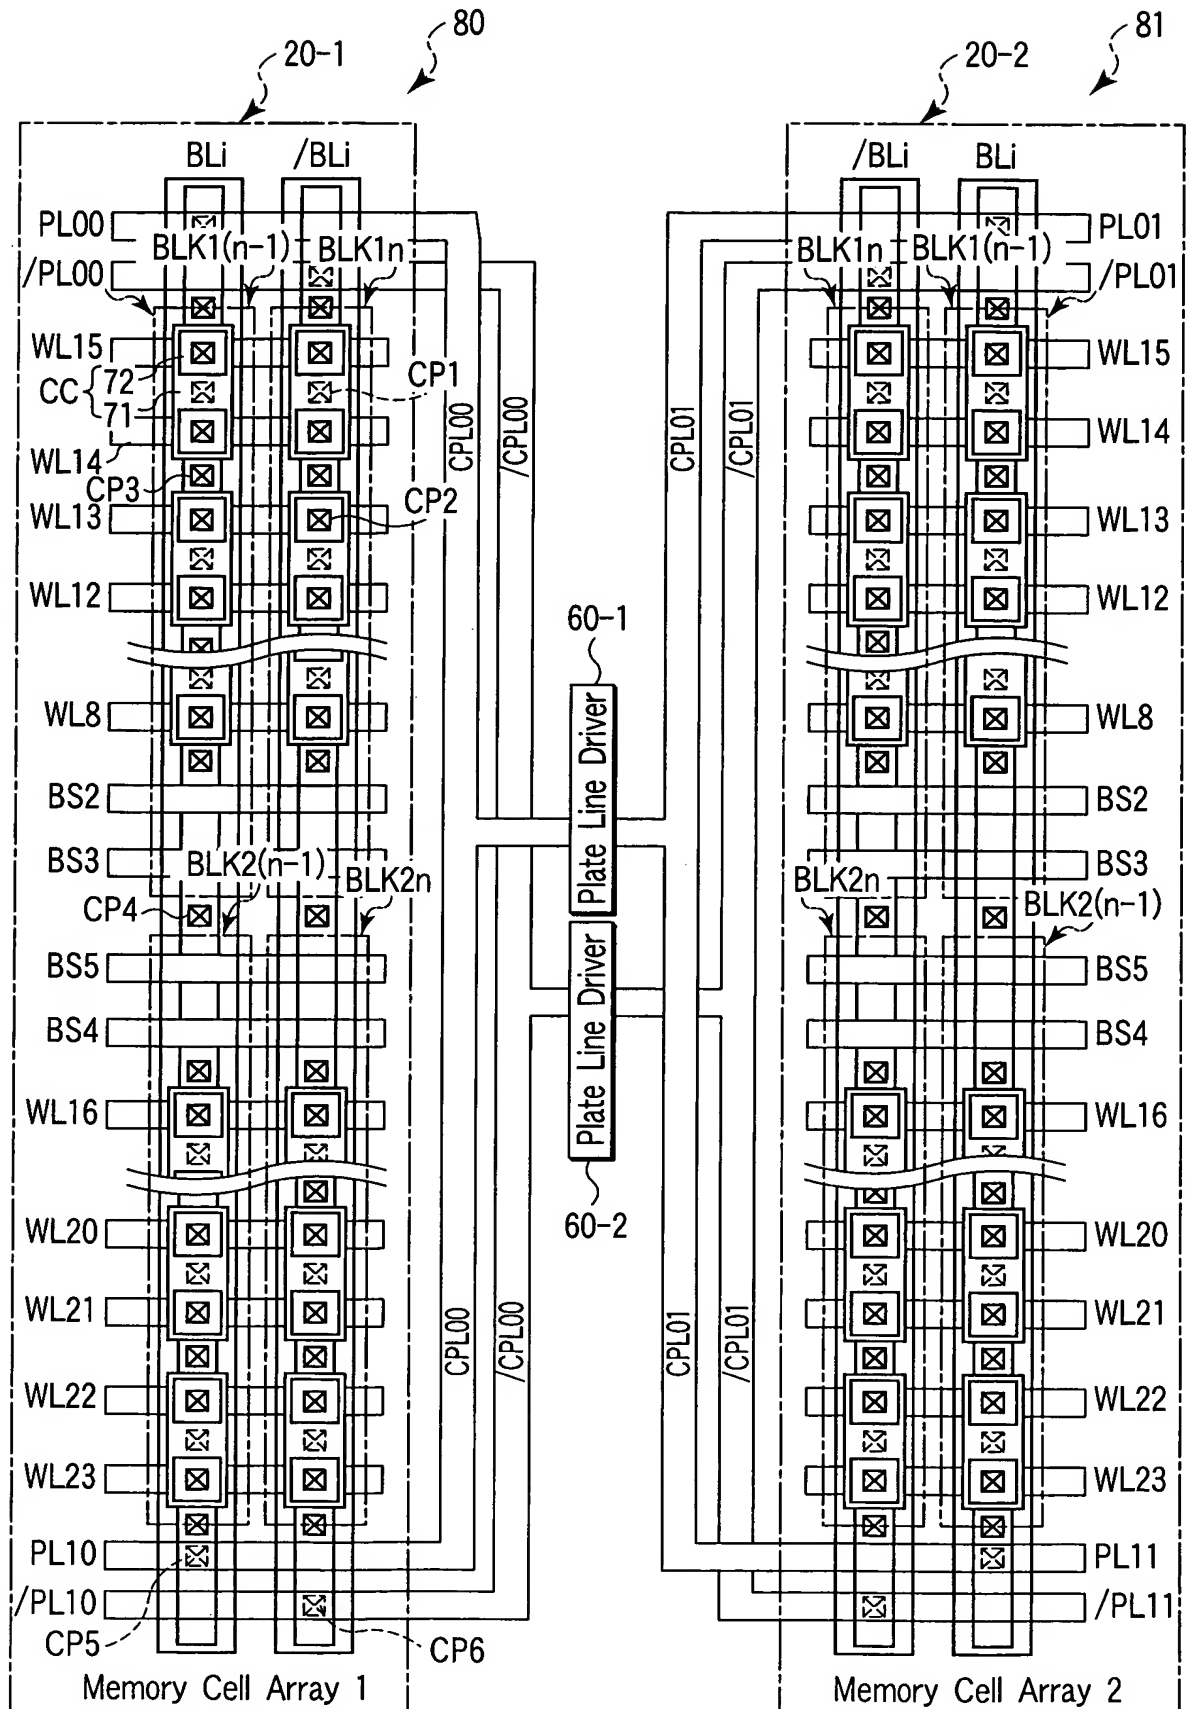 80
81
20-1
20-2
BLi
/BLi
/BLi
BLi
PL00
PL01
BLK1(n-1)
BLK1n
BLK1n
BLK1(n-1)
/PL00
/PL01
WL15
WL15
CC
72
71
CP1
CPL00
/CPL00
CPL01
/CPL01
WL14
WL14
CP3
CP2
WL13
WL13
WL12
WL12
60-1
WL8
WL8
Plate Line Driver
BS2
BS2
BS3
BS3
BLK2(n-1)
BLK2n
BLK2n
BLK2(n-1)
CP4
BS5
BS5
Plate Line Driver
BS4
BS4
WL16
WL16
60-2
WL20
WL20
WL21
WL21
CPL00
/CPL00
CPL01
/CPL01
WL22
WL22
WL23
WL23
PL10
PL11
/PL10
/PL11
CP5
CP6
Memory Cell Array 1
Memory Cell Array 2